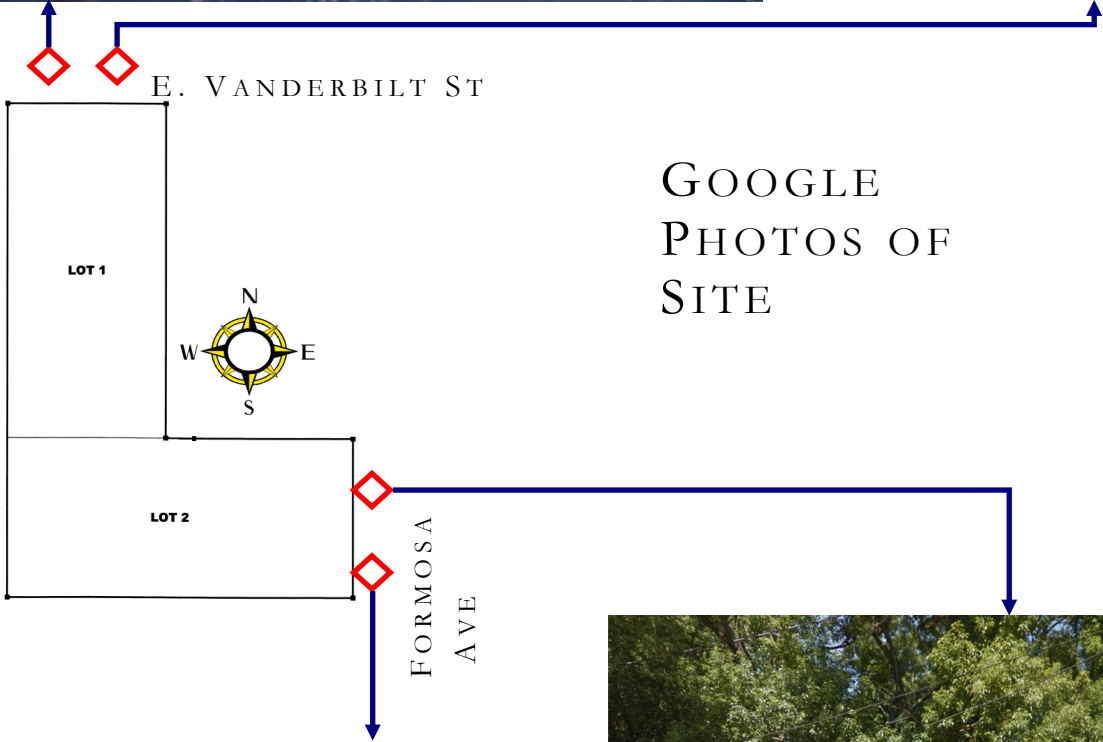 E. VANDERBILT ST
GOOGLE
PHOTOS OF
SITE
LOT 1
N
W
E
S
LOT 2
FORMOSA
AVE